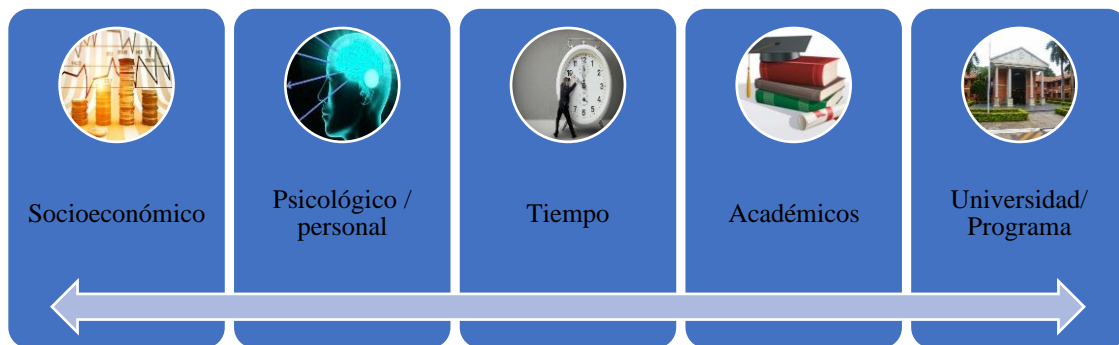 Socioeconómico
Psicológico /
personal
Tiempo
Académicos
Universidad/
Programa